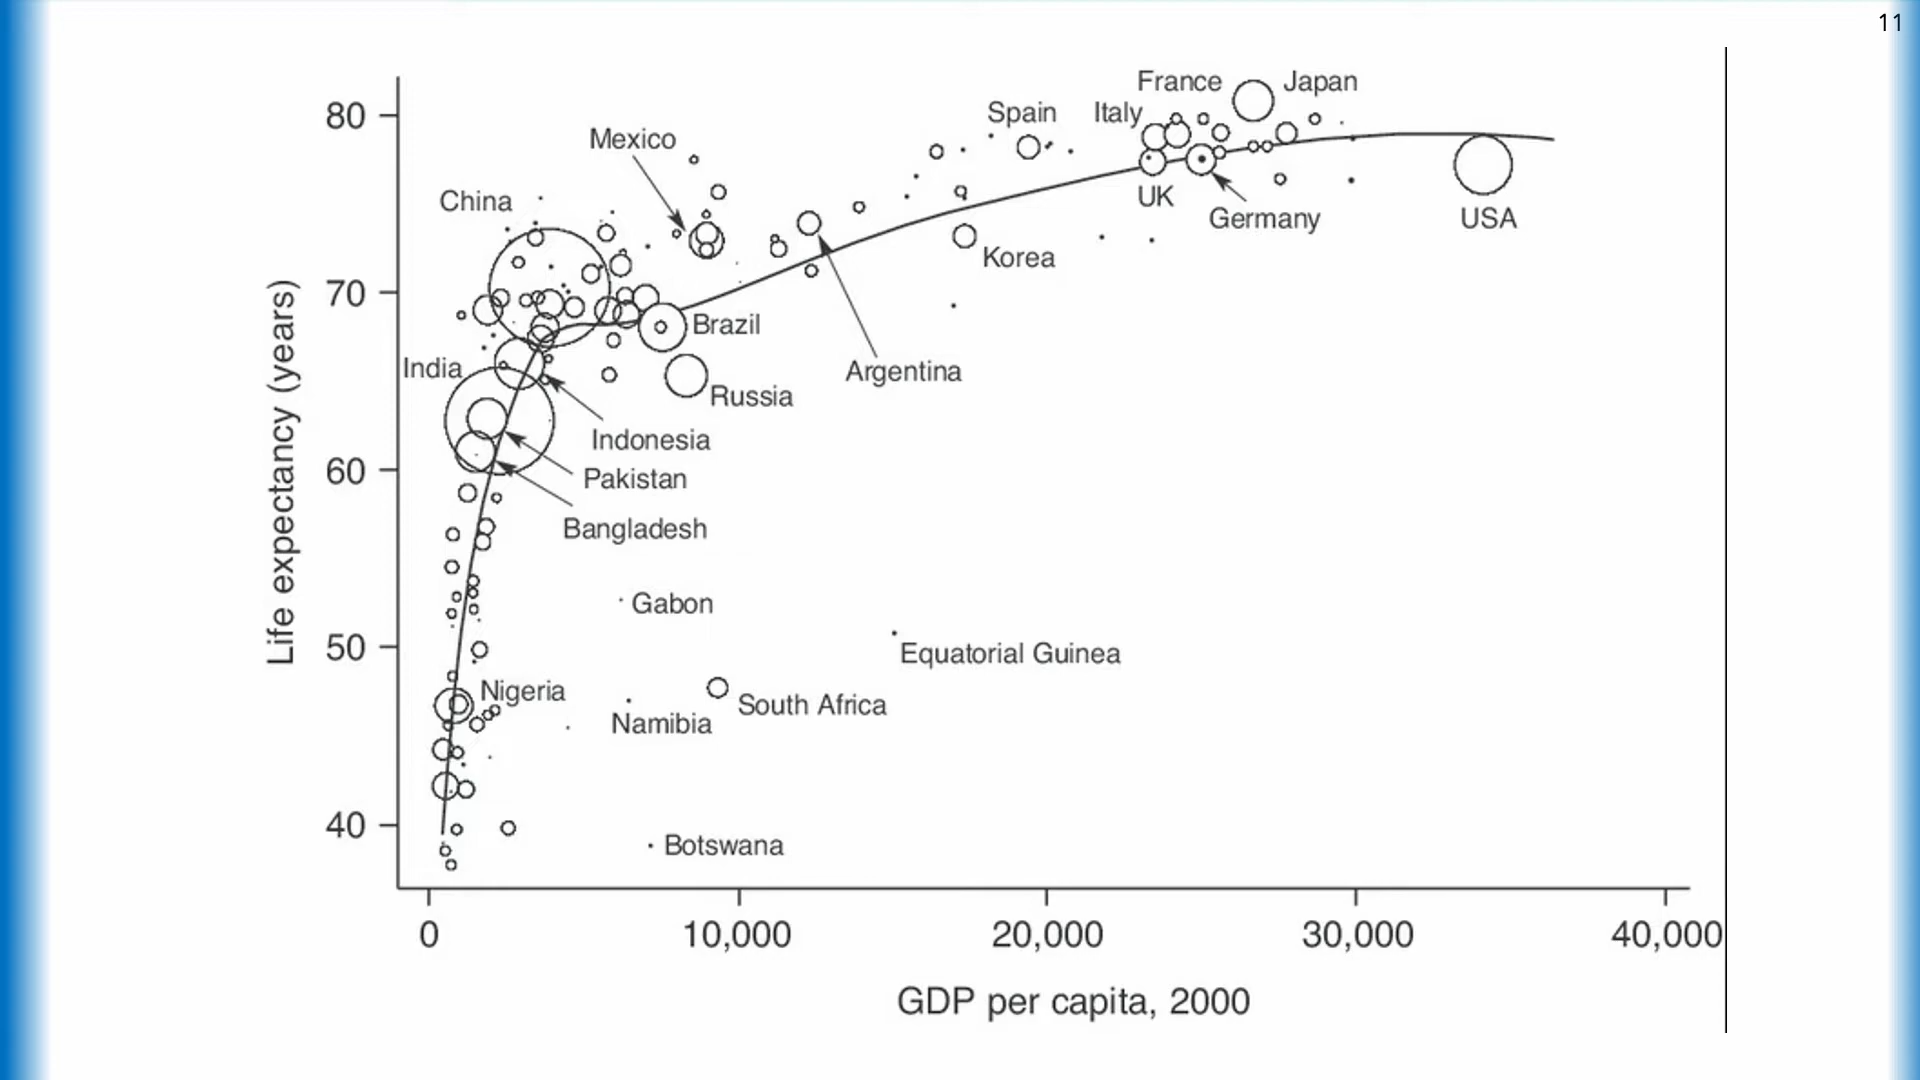 11
France Japan
80
Spain Italy
Mexico
China
UK
Germany
USA
Korea
70
Brazil
India
Argentina
Russia
Indonesia
60
Pakistan
Bangladesh
Gabon
50
Equatorial Guinea
Nigeria
South Africa
Namibia
40
Botswana
Life expectancy (years)
0 10,000 20,000 30,000 40,000
GDP per capita, 2000